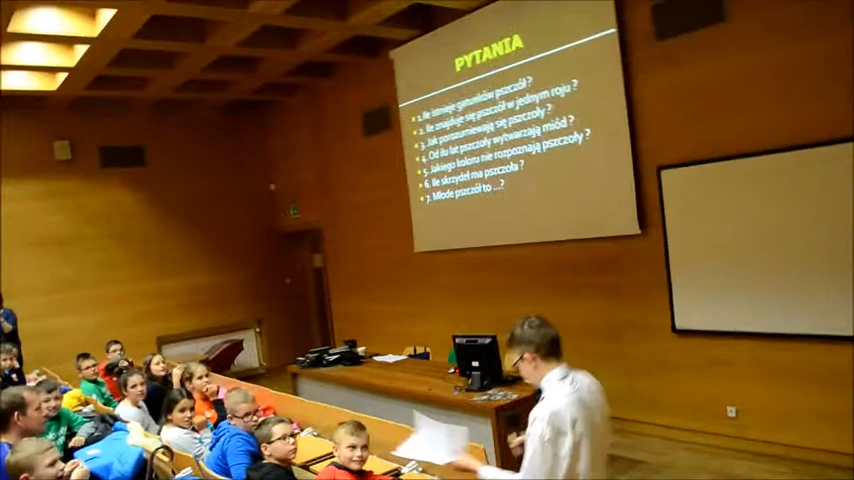 PYTANIA
1. Ile istnieje gatunków pszczół?
2. Ile znajduje się pszczół w jednym roju?
3. Jak porozumiewają się pszczoły?
4. Od ilu lat pszczoły wytwarzają miód?
5. Jakiego koloru nie rozpoznają pszczoły?
6. Ile skrzydeł ma pszczoła?
7. Młode pszczół to ...?